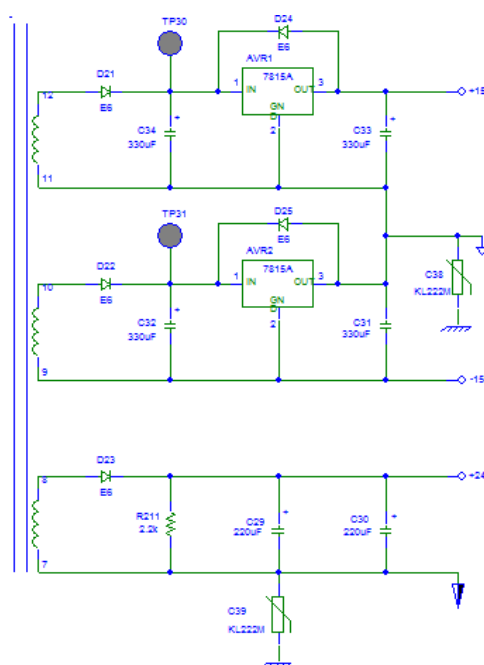 TP30
D24
E6
D21
E6
AVR1
7815A
1
IN
OUT
3
GN
D
2
+15
12
11
C34
330uF
+
C33
330uF
+
TP31
D25
E6
D22
E6
AVR2
7815A
1
IN
OUT
3
GN
D
2
C38
KL222M
10
9
C32
330uF
+
C31
330uF
+
-15
D23
E6
+24
8
7
R211
2.2k
C29
220uF
+
C30
220uF
+
C39
KL222M